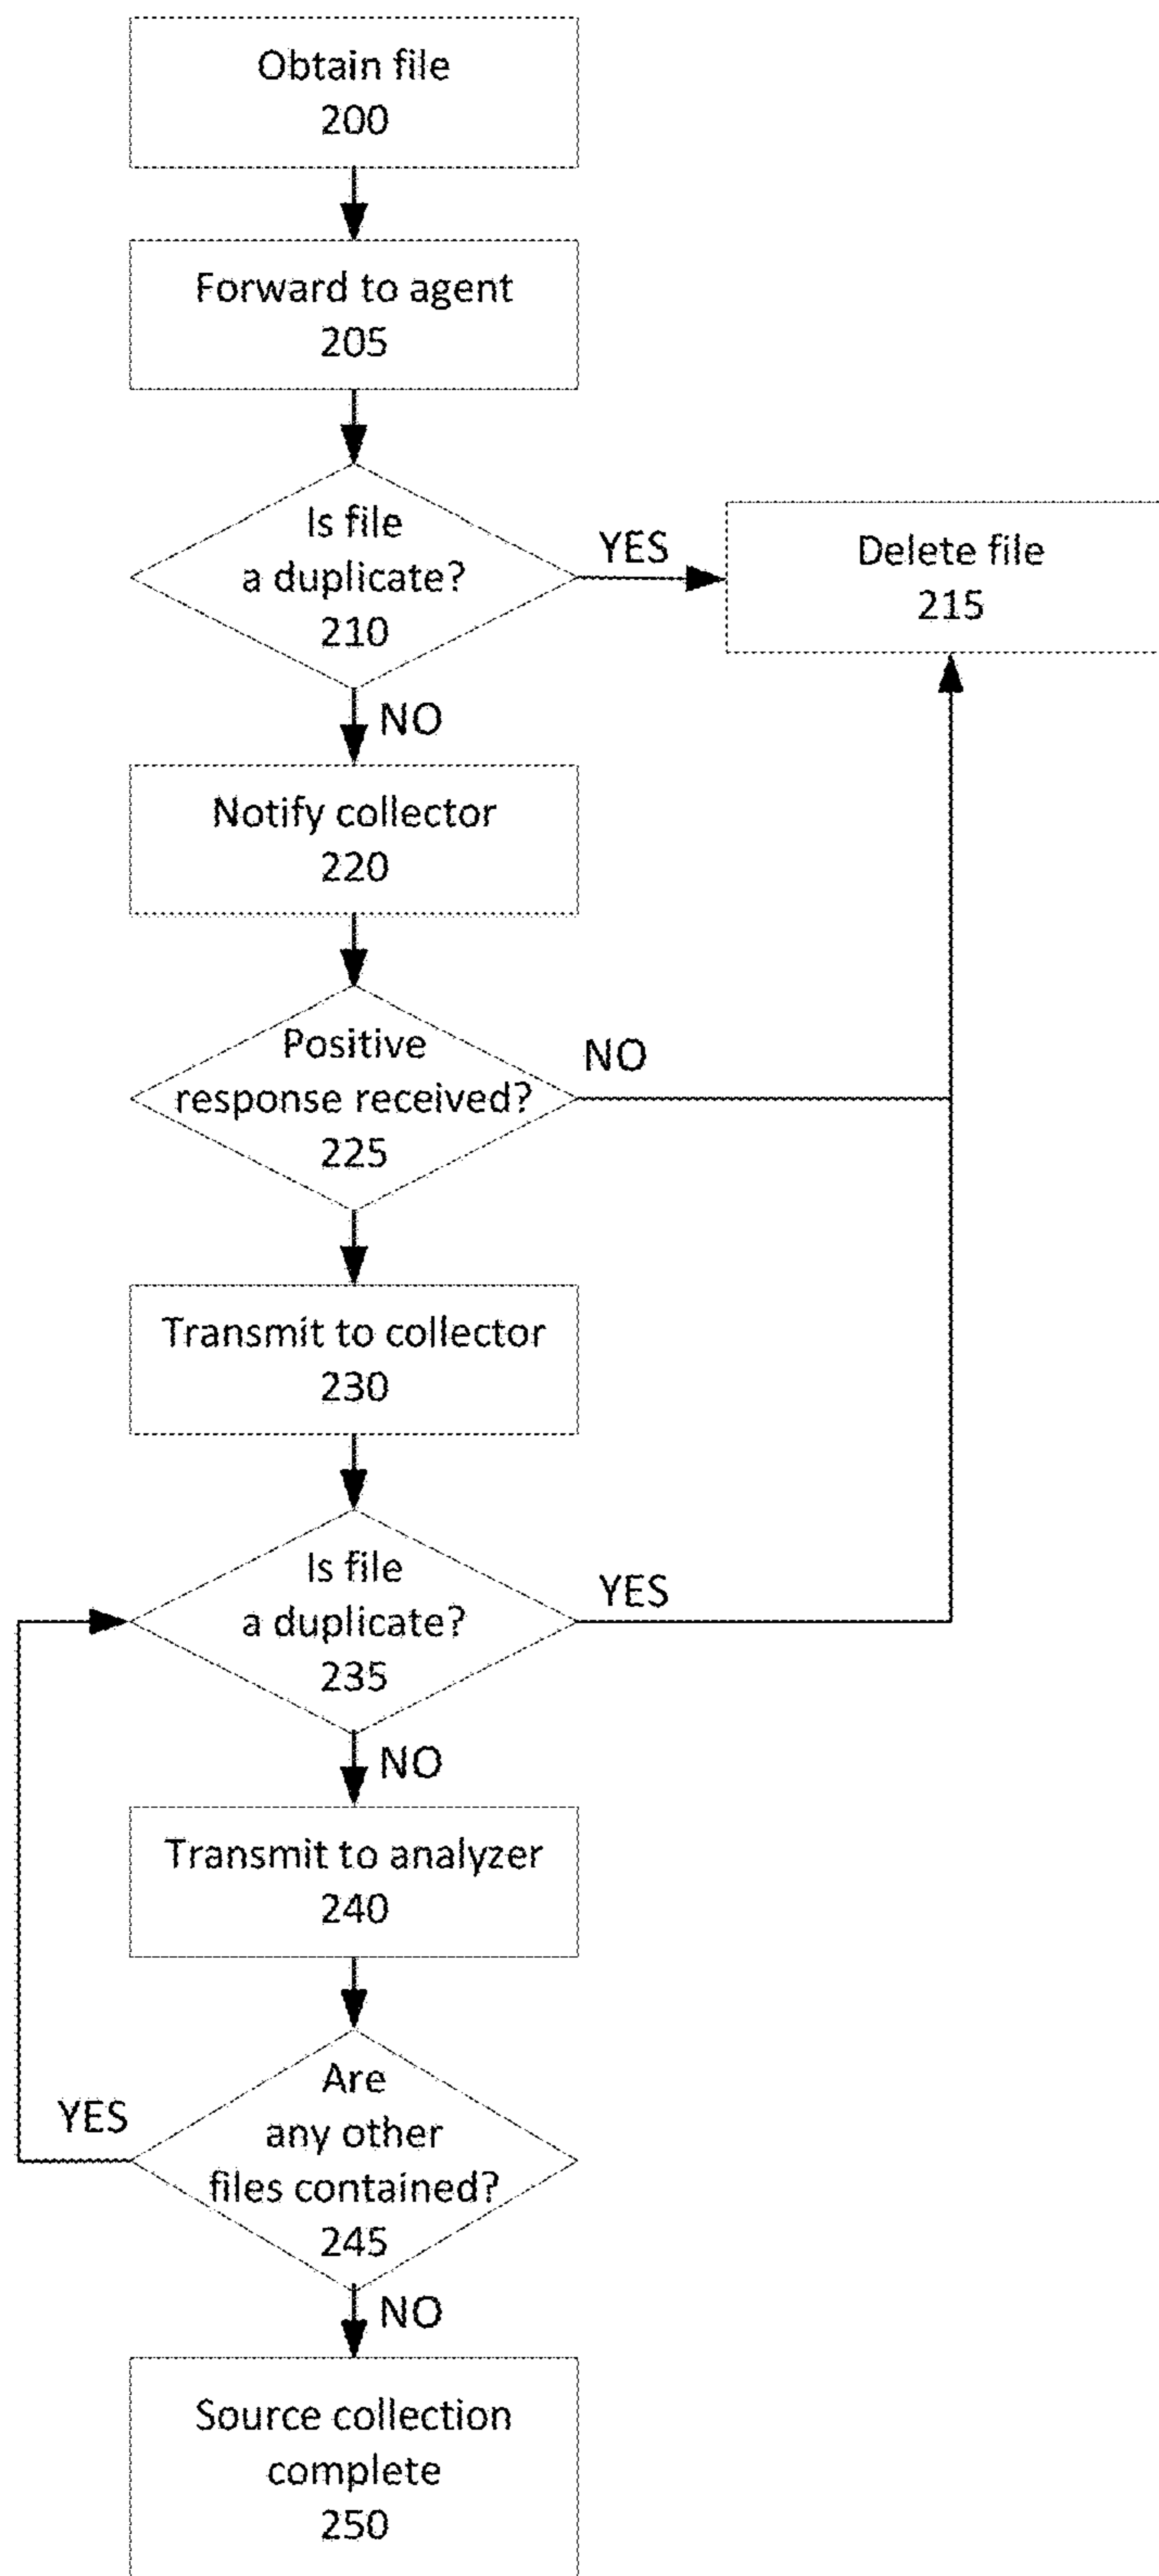 Obtain file
200
Forward to agent
205
Is file
a duplicate?
210
YES
Delete file
215
NO
Notify collector
220
Positive
response received?
225
NO
Transmit to collector
230
Is file
a duplicate?
235
YES
NO
Transmit to analyzer
240
Are
any other
files contained?
245
YES
NO
Source collection
complete
250